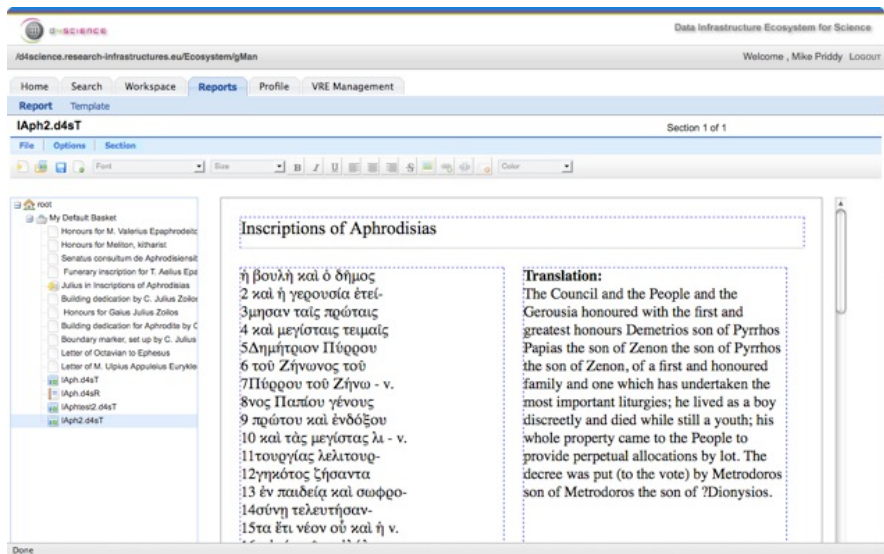 d4science
Data Infrastructure Ecosystem for Science
/d4science.research-infrastructures.eu/Ecosystem/gMan
Welcome , Mike Priddy LOGOUT
Home Search Workspace Reports Profile VRE Management
Report Template
IAph2.d4sT
Section 1 of 1
File Options Section
Font Size B I U S Color
root
My Default Basket
Honours for M. Valerius Epaphrodeito
Honours for Meliton, kitharist
Senatus consultum de Aphrodisiensit
Funerary inscription for T. Aelius Epa
Julius in Inscriptions of Aphrodisias
Building dedication by C. Julius Zoilos
Honours for Gaius Julius Zoilos
Building dedication for Aphrodite by C
Boundary marker, set up by C. Julius
Letter of Octavian to Ephesus
Letter of M. Ulpius Appuleius Eurykle
IAph.d4sT
IAph.d4sR
IAphtest2.d4sT
IAph2.d4sT
Inscriptions of Aphrodisias
ἡ βουλὴ καὶ ὁ δῆμος
2 καὶ ἡ γερουσία ἐτεί-
3μησαν ταῖς πρώταις
4 καὶ μεγίσταις τειμαῖς
5Δημήτριον Πύρρου
6 τοῦ Ζήνωνος τοῦ
7Πύρρου τοῦ Ζήνω - v.
8νος Παπίου γένους
9 πρώτου καὶ ἐνδόξου
10 καὶ τὰς μεγίστας λι - v.
11τουργίας λελιτουρ-
12γηκότος ζήσαντα
13 ἐν παιδείᾳ καὶ σωφρο-
14σύνῃ τελευτήσαν-
15τα ἔτι νέον οὗ καὶ ἡ v.
Translation:
The Council and the People and the
Gerousia honoured with the first and
greatest honours Demetrios son of Pyrrhos
Papias the son of Zenon the son of Pyrrhos
the son of Zenon, of a first and honoured
family and one which has undertaken the
most important liturgies; he lived as a boy
discreetly and died while still a youth; his
whole property came to the People to
provide perpetual allocations by lot. The
decree was put (to the vote) by Metrodoros
son of Metrodoros the son of ?Dionysios.
Done